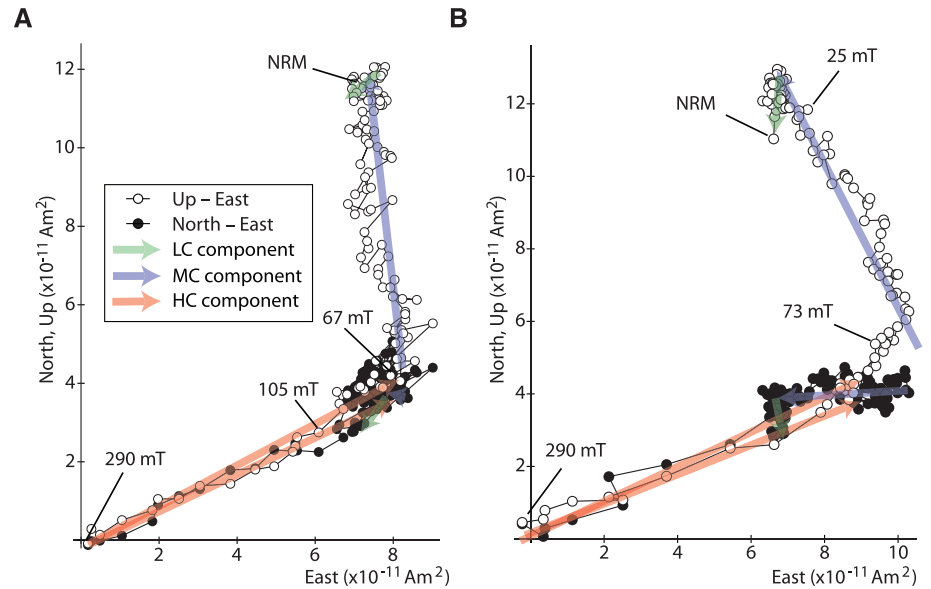 A
B
12
10
8
6
4
2
2
4
6
8
North, Up (x10⁻¹¹ Am²)
East (x10⁻¹¹ Am²)
NRM
67 mT
105 mT
290 mT
Up – East
North – East
LC component
MC component
HC component
12
10
8
6
4
2
2
4
6
8
10
North, Up (x10⁻¹¹ Am²)
East (x10⁻¹¹ Am²)
25 mT
NRM
73 mT
290 mT